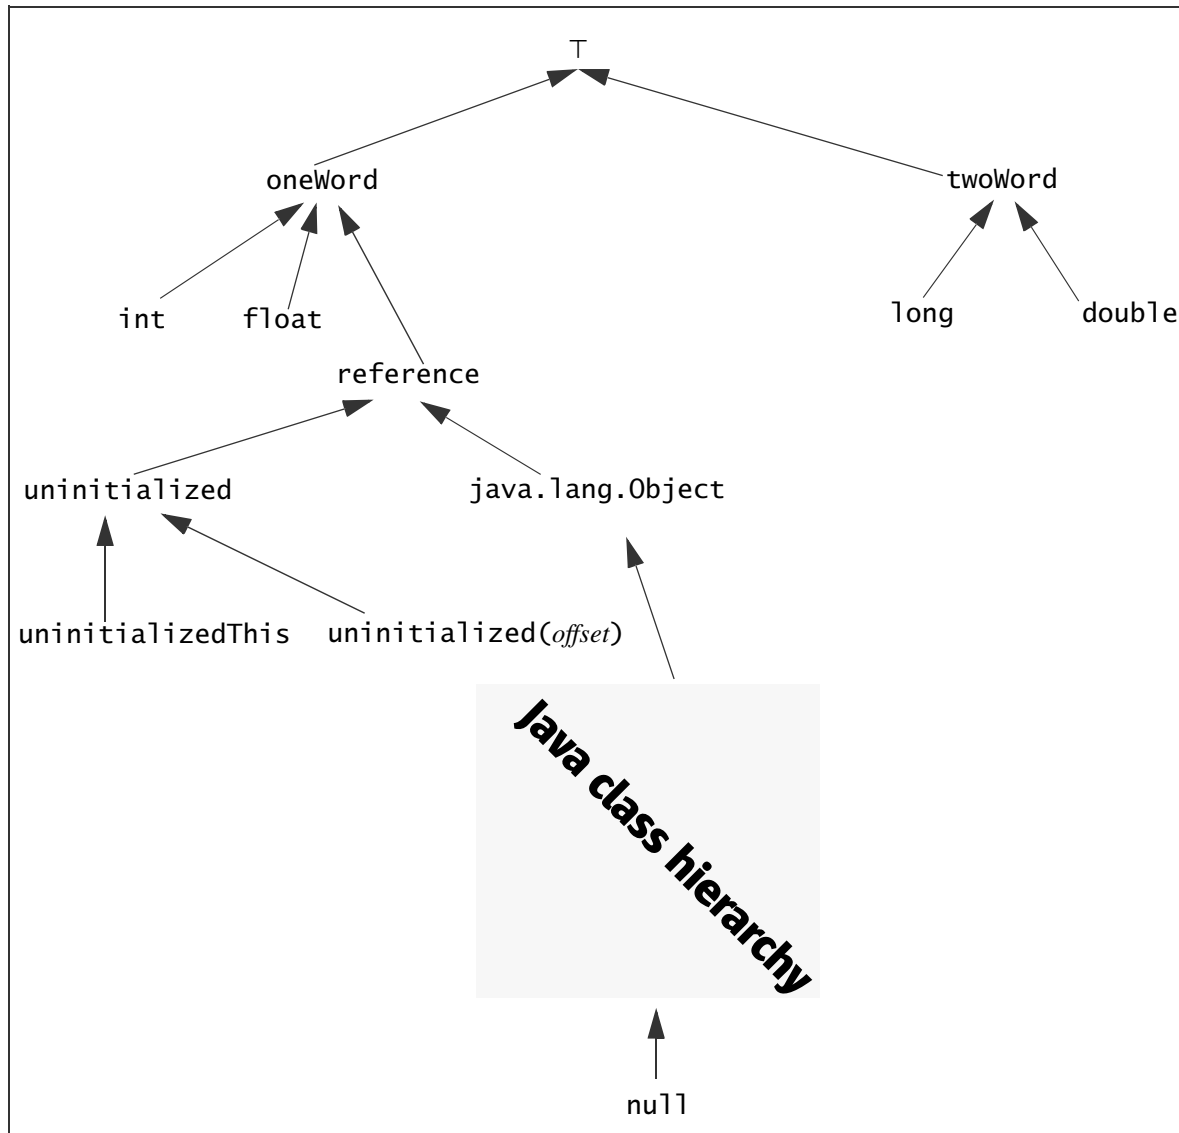 ⊤
oneWord
twoWord
int
float
long
double
reference
uninitialized
java.lang.Object
uninitializedThis
uninitialized(offset)
Java class hierarchy
null